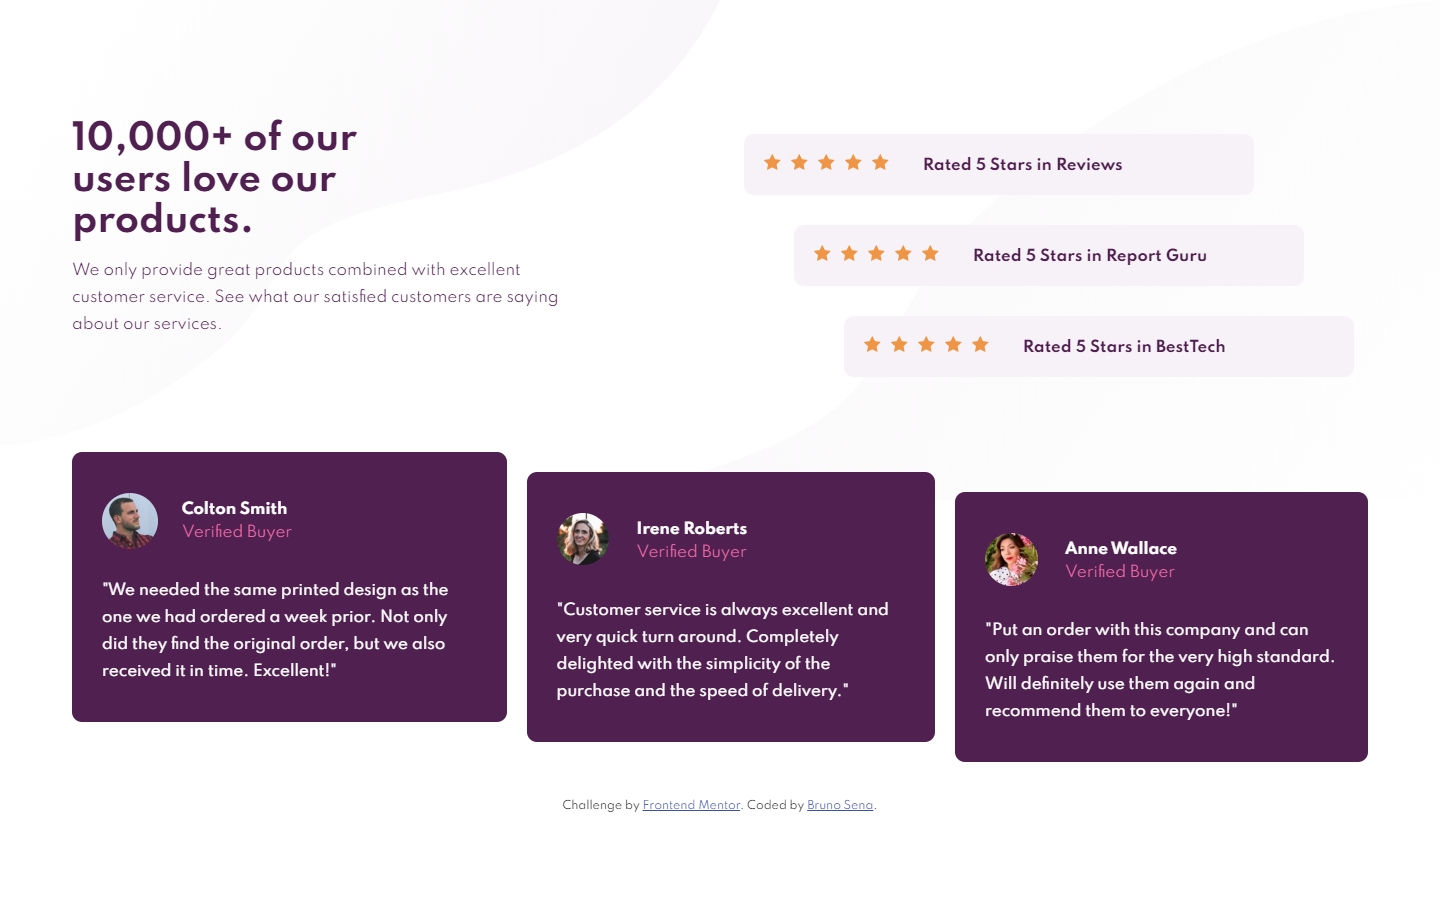 10,000+ of our
users love our
products.
We only provide great products combined with excellent
customer service. See what our satisfied customers are saying
about our services.
Rated 5 Stars in Reviews
Rated 5 Stars in Report Guru
Rated 5 Stars in BestTech
Colton Smith
Verified Buyer
"We needed the same printed design as the
one we had ordered a week prior. Not only
did they find the original order, but we also
received it in time. Excellent!"
Irene Roberts
Verified Buyer
"Customer service is always excellent and
very quick turn around. Completely
delighted with the simplicity of the
purchase and the speed of delivery."
Anne Wallace
Verified Buyer
"Put an order with this company and can
only praise them for the very high standard.
Will definitely use them again and
recommend them to everyone!"
Challenge by Frontend Mentor. Coded by Bruno Sena.